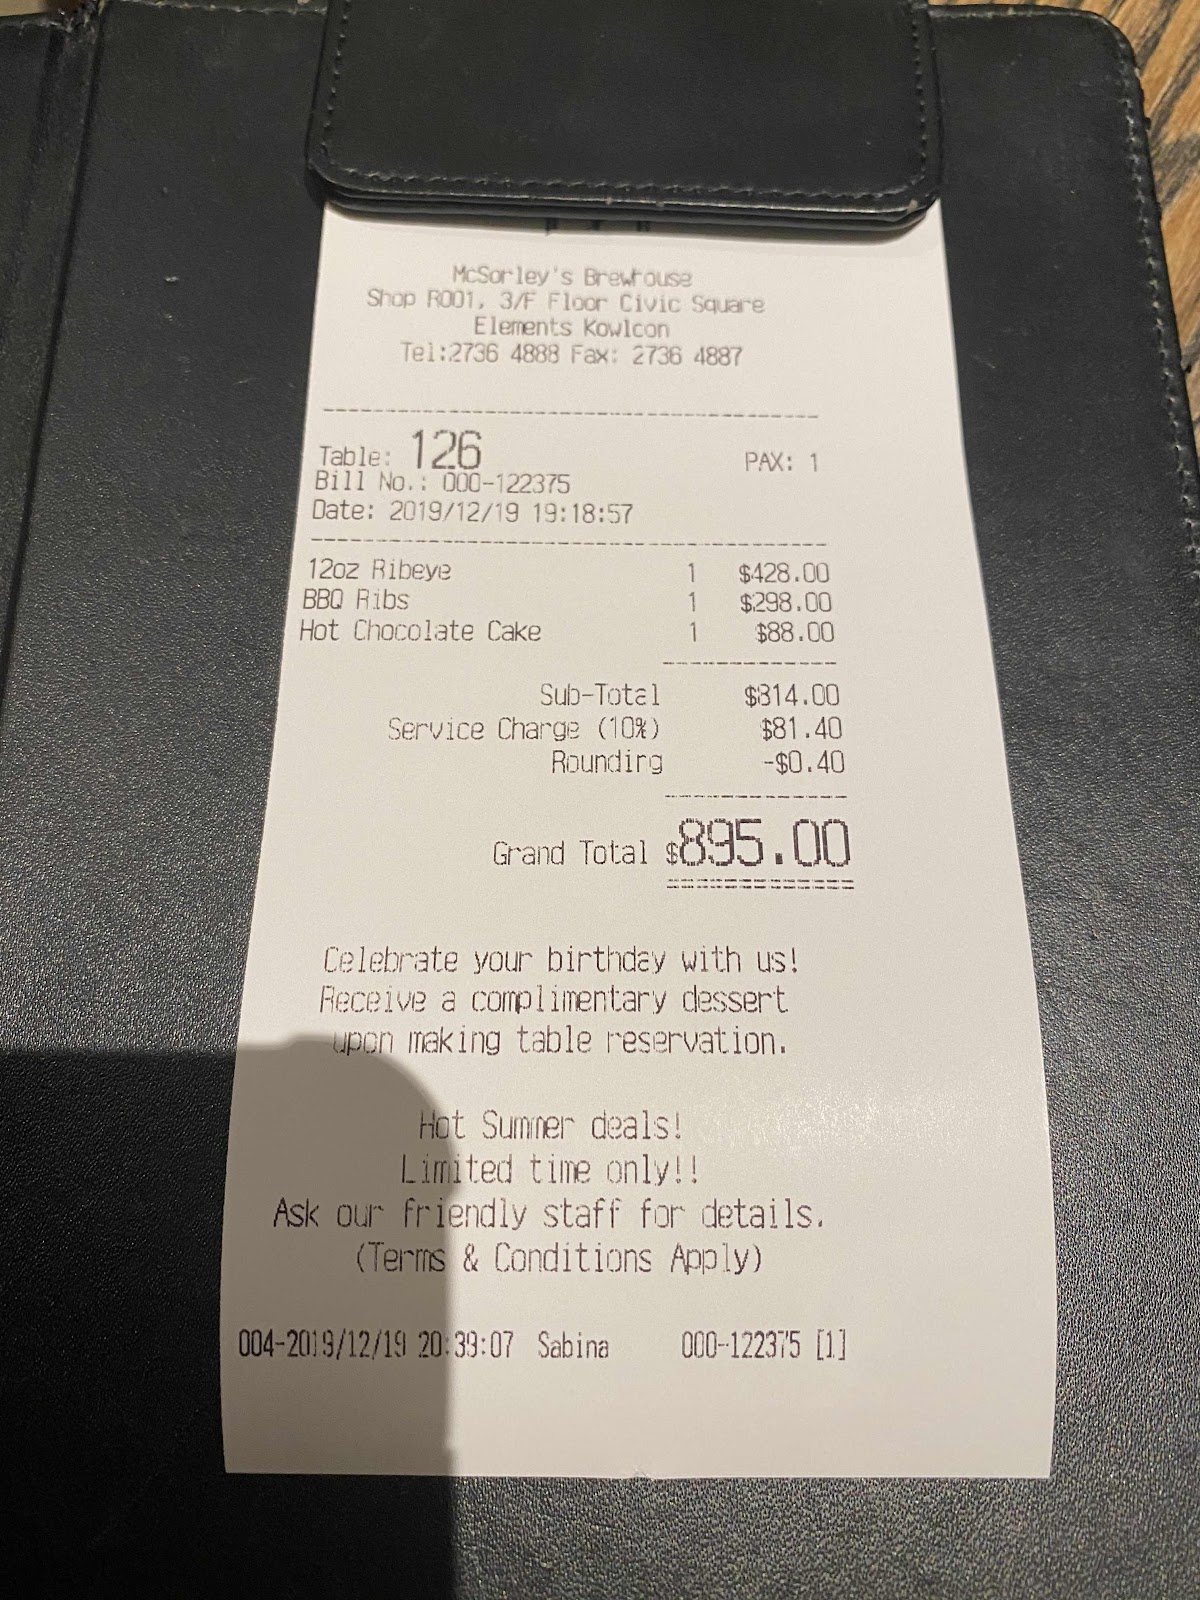 McSorley's Brewhouse
Shop R001, 3/F Floor Civic Square
Elements Kowlcon
Tel:2736 4888 Fax: 2736 4887
Table: 126 PAX: 1
Bill No.: 000-122375
Date: 2019/12/19 19:18:57
12oz Ribeye 1 $428.00
BBQ Ribs 1 $298.00
Hot Chocolate Cake 1 $88.00
Sub-Total $814.00
Service Charge (10%) $81.40
Rounding -$0.40
Grand Total $895.00
Celebrate your birthday with us!
Receive a complimentary dessert
upon making table reservation.
Hot Summer deals!
Limited time only!!
Ask our friendly staff for details.
(Terms & Conditions Apply)
004-2019/12/19 20:39:07 Sabina 000-122375 [1]